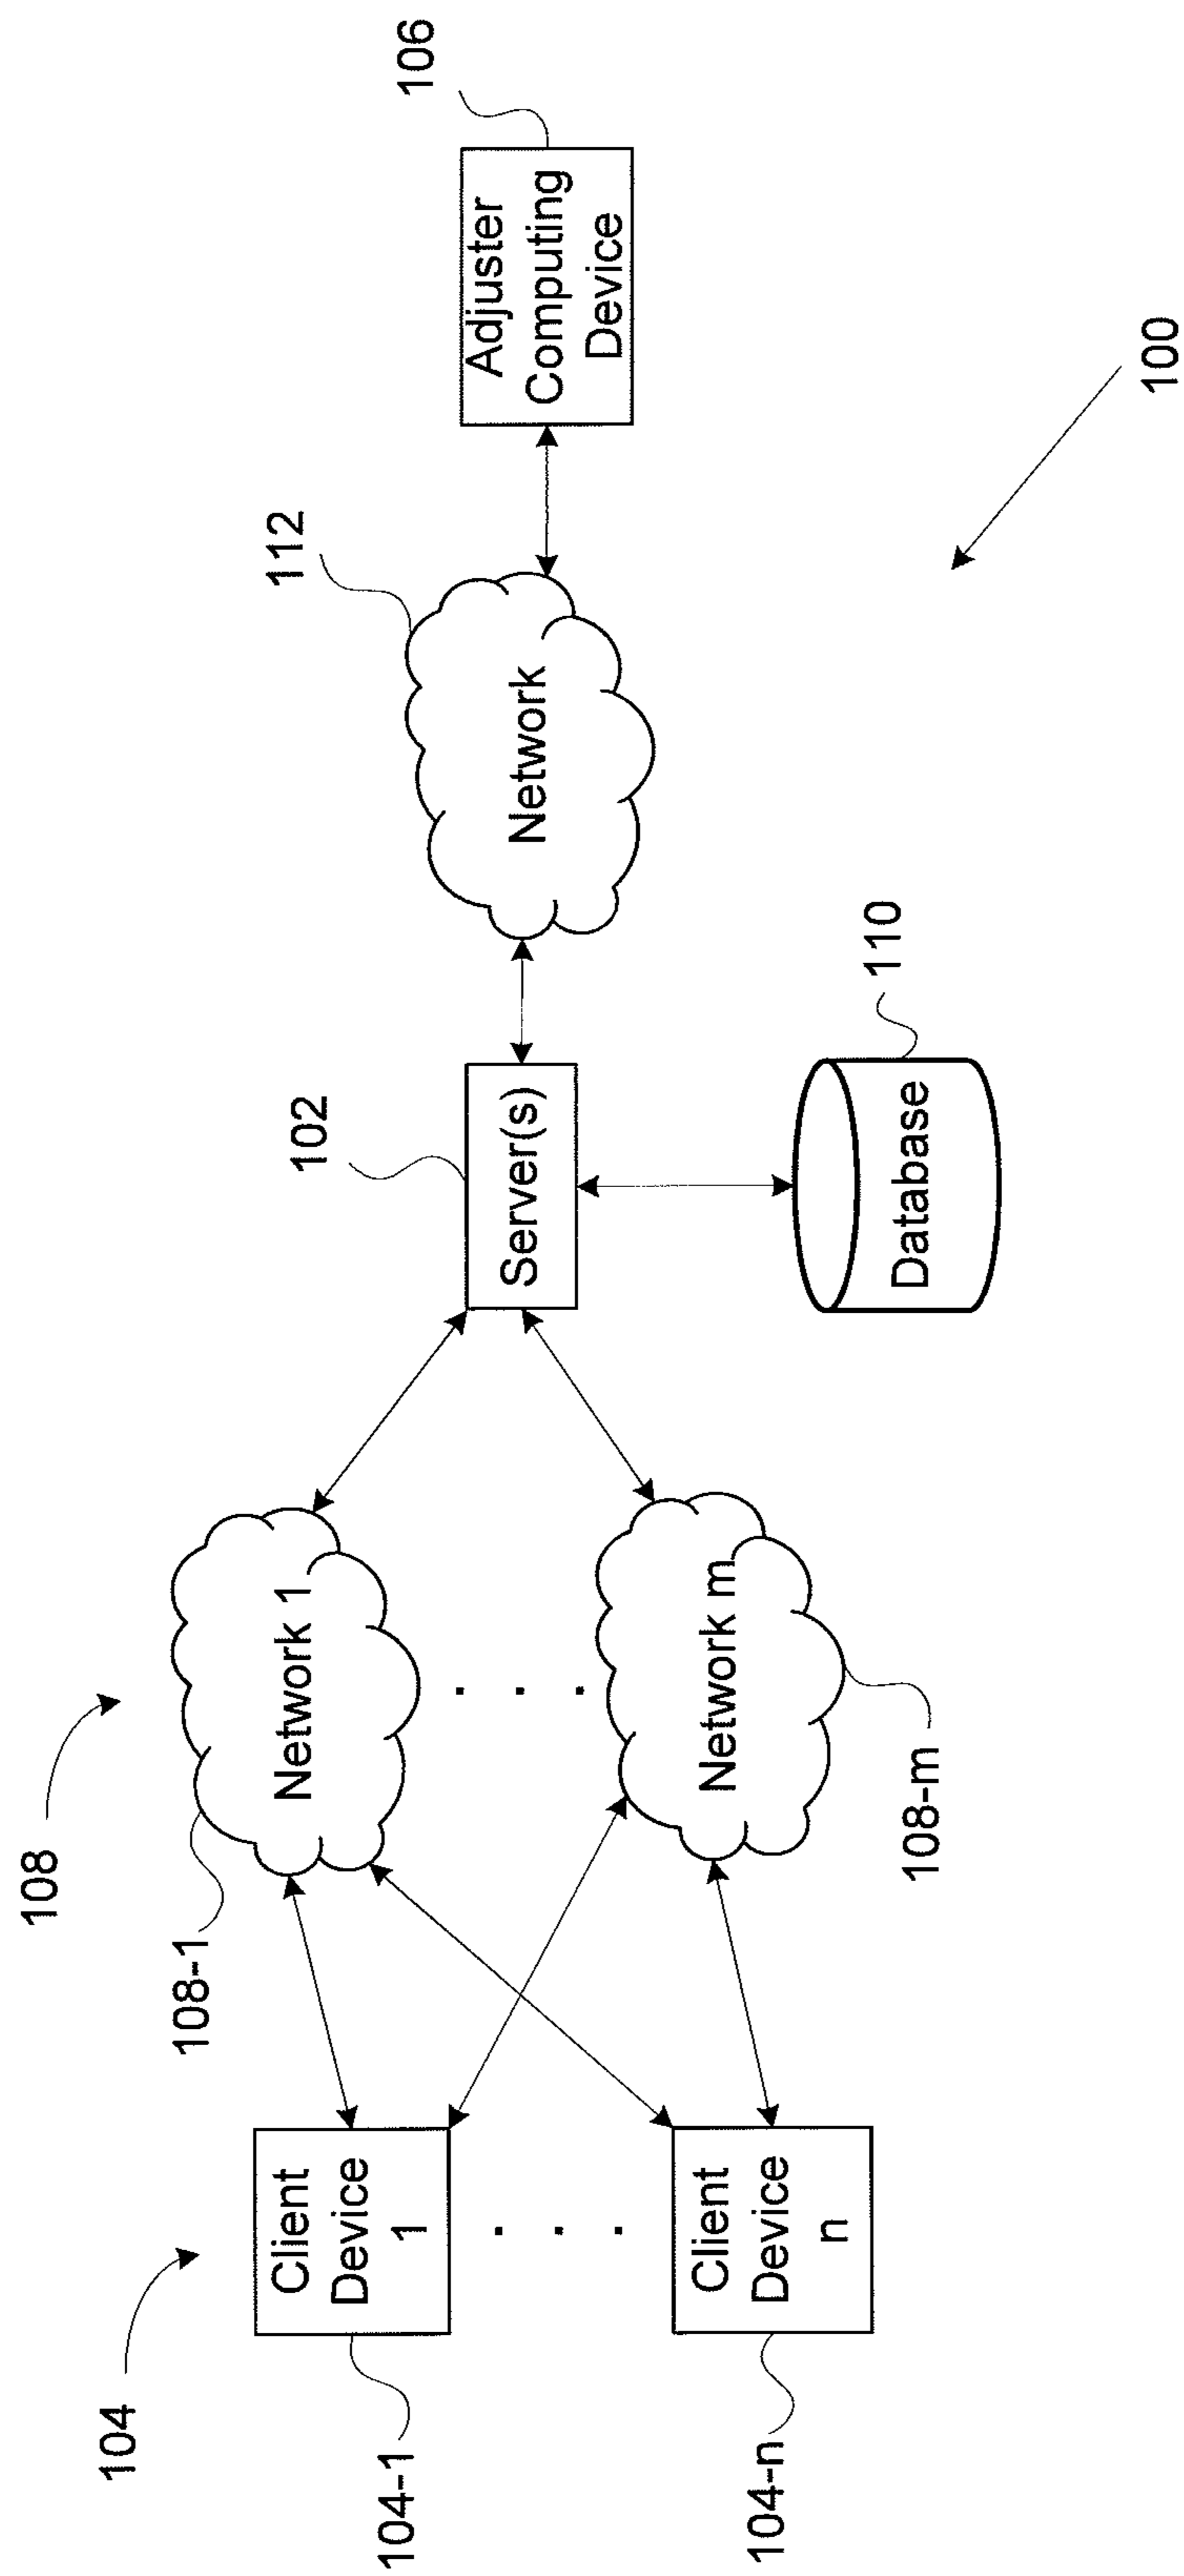 104
104-1
Client
Device
1
. . .
Client
Device
n
104-n
108
108-1
Network 1
. . .
Network m
108-m
102
Server(s)
Database
110
112
Network
106
Adjuster
Computing
Device
100